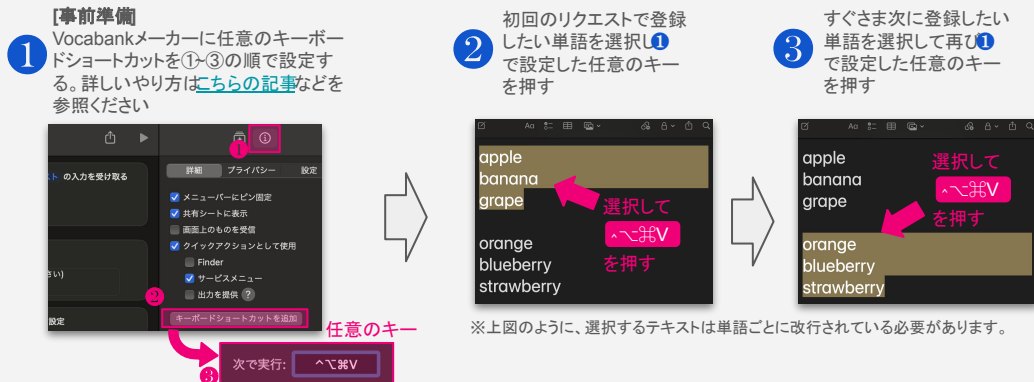 [事前準備]
1
Vocabankメーカーに任意のキーボー
ドショートカットを①~③の順で設定す
る。詳しいやり方はこちらの記事などを
参照ください
1
ト の入力を受け取る
さい)
設定
詳細 プライバシー 設定
メニューバーにピン固定
共有シートに表示
画面上のものを受信
クイックアクションとして使用
Finder
サービスメニュー
出力を提供 ?
2
キーボードショートカットを追加
任意のキー
3
次で実行: ^⌥⌘V
2
初回のリクエストで登録
したい単語を選択し❶
で設定した任意のキー
を押す
Aa
apple
banana
grape
orange
blueberry
strawberry
選択して
^⌥⌘V
を押す
3
すぐさま次に登録したい
単語を選択して再び❶
で設定した任意のキー
を押す
Aa
apple
banana
grape
orange
blueberry
strawberry
選択して
^⌥⌘V
を押す
※上図のように、選択するテキストは単語ごとに改行されている必要があります。